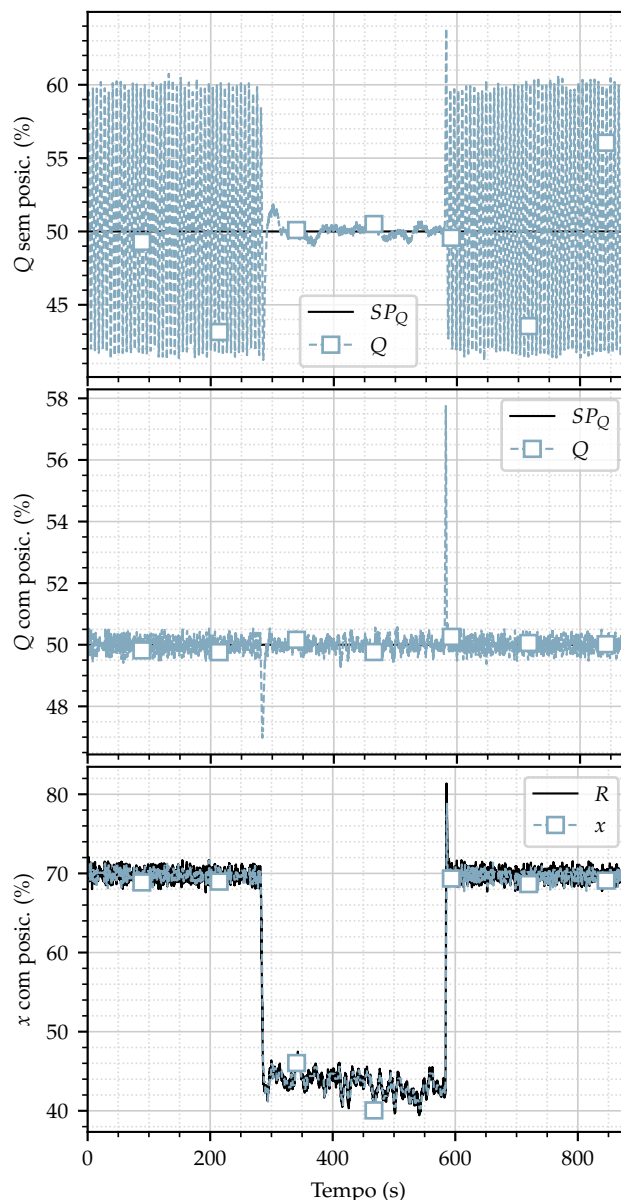 60
55
50
45
Q sem posic. (%)
SP_Q
Q
58
56
54
52
50
48
Q com posic. (%)
SP_Q
Q
80
70
60
50
40
x com posic. (%)
R
x
0 200 400 600 800
Tempo (s)